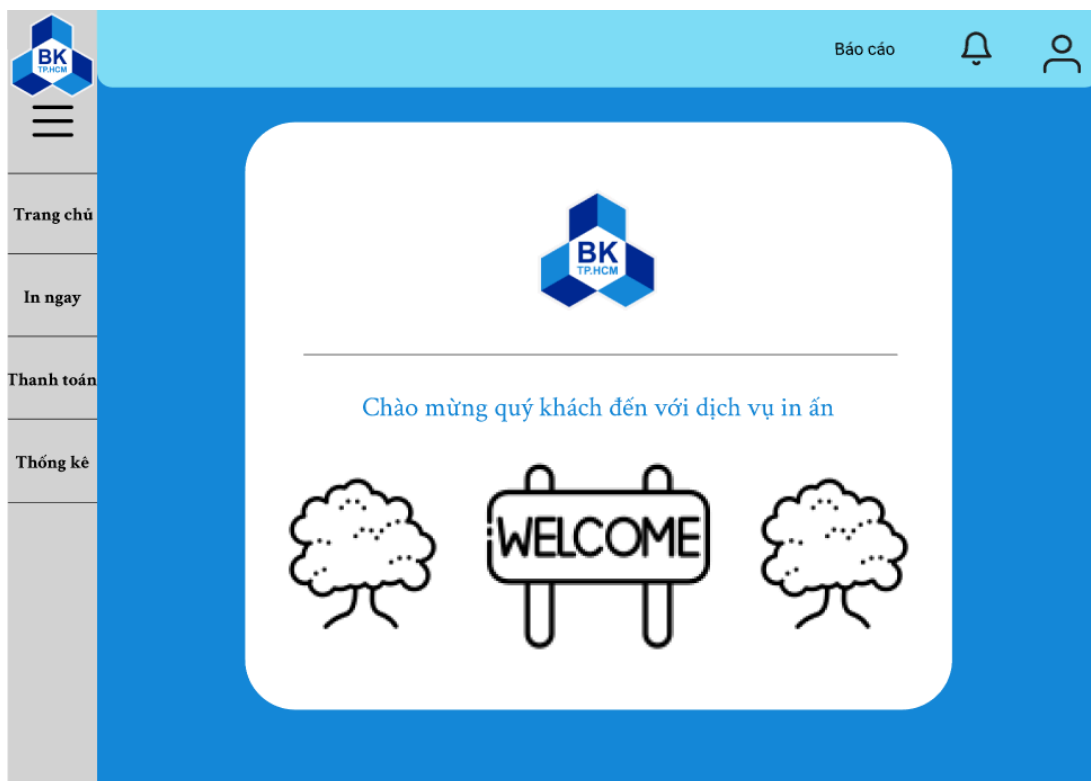 BK
TP.HCM
Báo cáo
Trang chủ
In ngay
Thanh toán
Thống kê
BK
TP.HCM
Chào mừng quý khách đến với dịch vụ in ấn
WELCOME